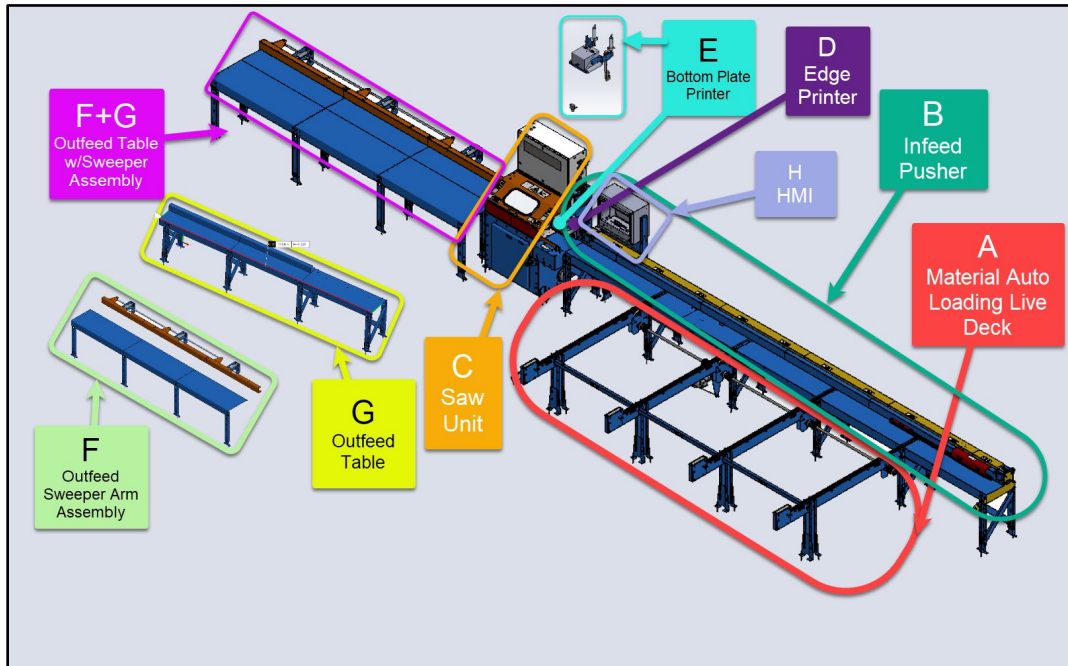 E
Bottom Plate
Printer
D
Edge
Printer
B
Infeed
Pusher
F+G
Outfeed Table
w/Sweeper
Assembly
H
HMI
A
Material Auto
Loading Live
Deck
C
Saw
Unit
G
Outfeed
Table
F
Outfeed
Sweeper Arm
Assembly